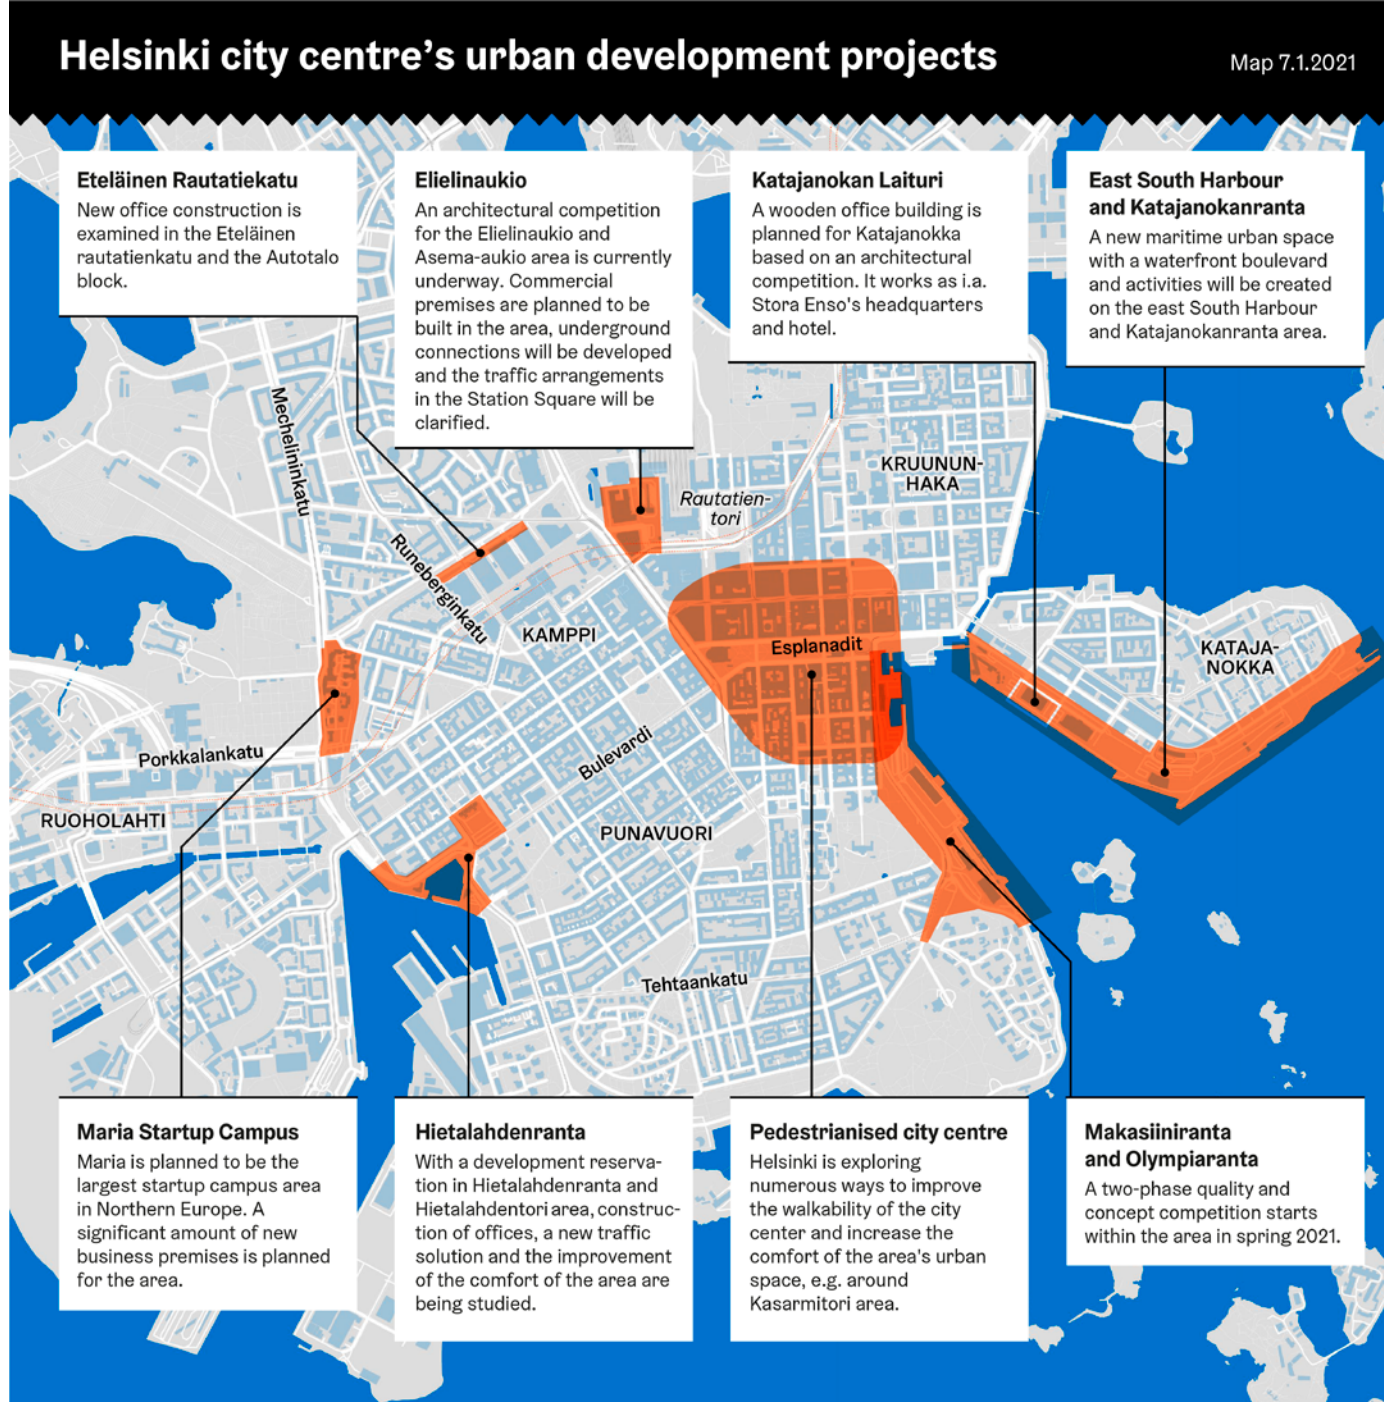 Helsinki city centre's urban development projects
Map 7.1.2021
Eteläinen Rautatiekatu
New office construction is
examined in the Eteläinen
rautatienkatu and the Autotalo
block.
Elielinaukio
An architectural competition
for the Elielinaukio and
Asema-aukio area is currently
underway. Commercial
premises are planned to be
built in the area, underground
connections will be developed
and the traffic arrangements
in the Station Square will be
clarified.
Katajanokan Laituri
A wooden office building is
planned for Katajanokka
based on an architectural
competition. It works as i.a.
Stora Enso's headquarters
and hotel.
East South Harbour
and Katajanokanranta
A new maritime urban space
with a waterfront boulevard
and activities will be created
on the east South Harbour
and Katajanokanranta area.
Mechelininkatu
Runeberginkatu
Rautatien-
tori
KRUUNUN-
HAKA
KAMPPI
Esplanadit
KATAJA-
NOKKA
Porkkalankatu
Bulevardi
RUOHOLAHTI
PUNAVUORI
Tehtaankatu
Maria Startup Campus
Maria is planned to be the
largest startup campus area
in Northern Europe. A
significant amount of new
business premises is planned
for the area.
Hietalahdenranta
With a development reserva-
tion in Hietalahdenranta and
Hietalahdentori area, construc-
tion of offices, a new traffic
solution and the improvement
of the comfort of the area are
being studied.
Pedestrianised city centre
Helsinki is exploring
numerous ways to improve
the walkability of the city
center and increase the
comfort of the area's urban
space, e.g. around
Kasarmitori area.
Makasiiniranta
and Olympiaranta
A two-phase quality and
concept competition starts
within the area in spring 2021.